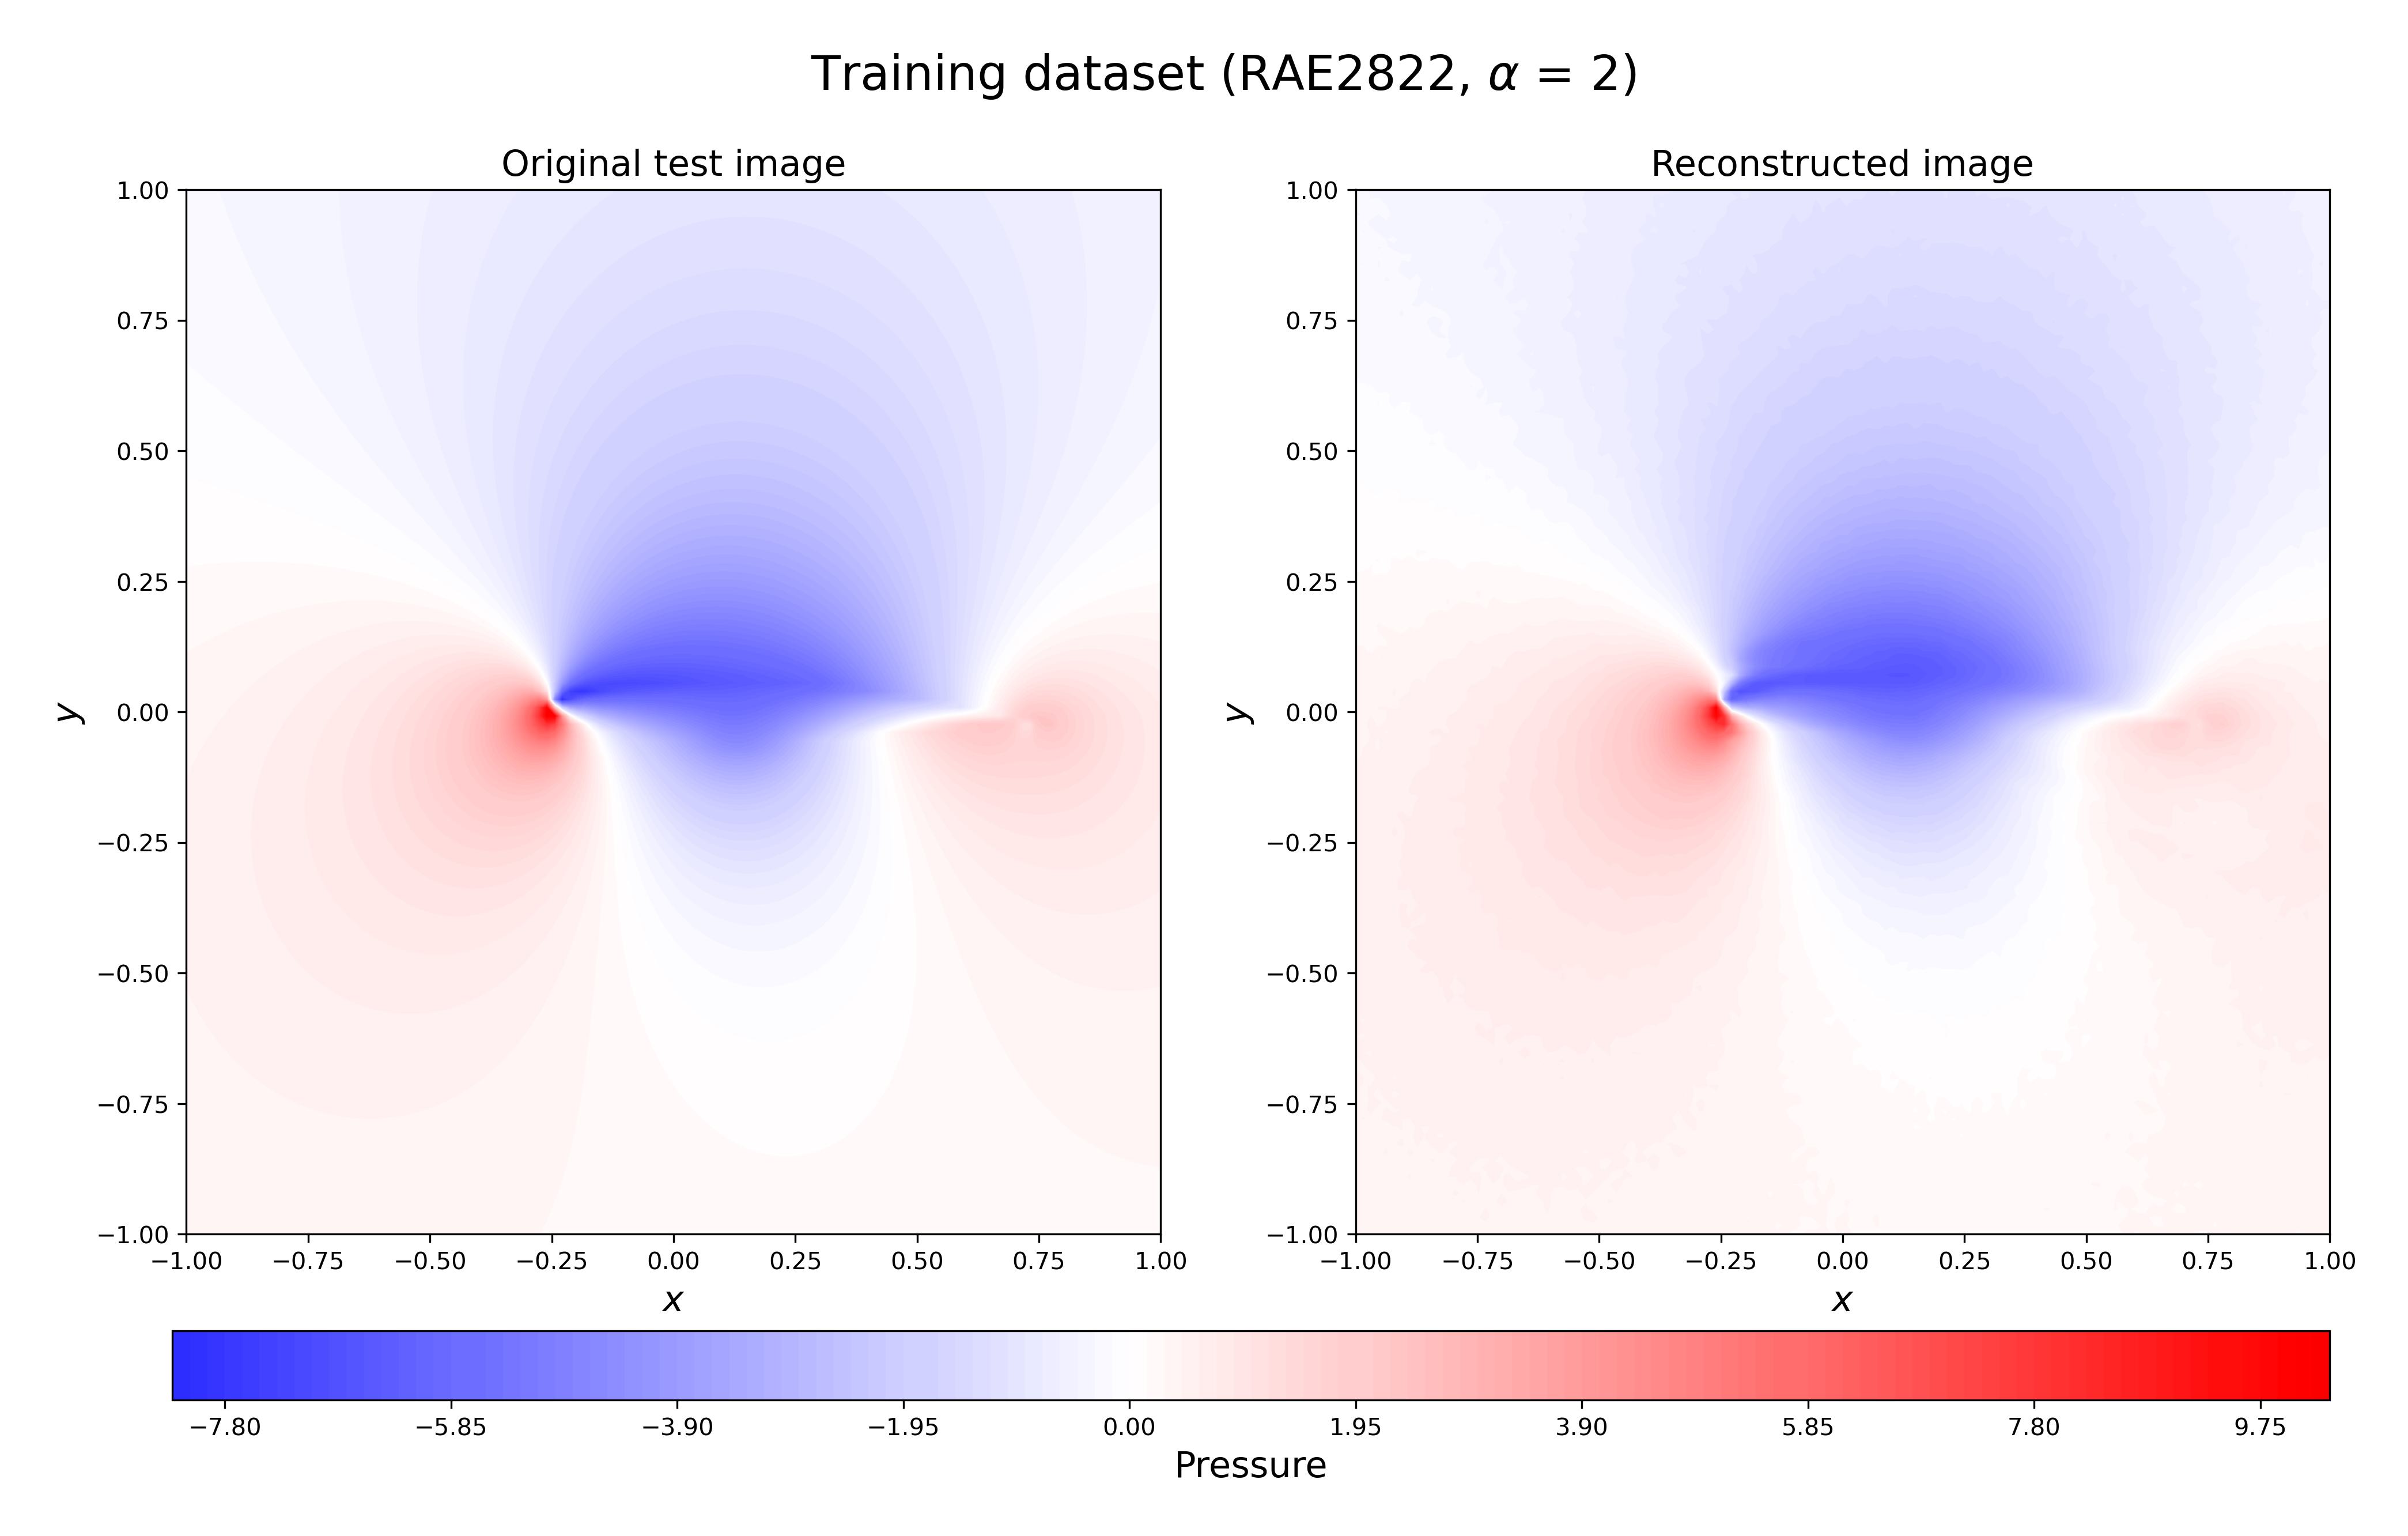 Training dataset (RAE2822, α = 2)
Original test image
Reconstructed image
1.00
0.75
0.50
0.25
0.00
−0.25
−0.50
−0.75
−1.00
y
−1.00 −0.75 −0.50 −0.25 0.00 0.25 0.50 0.75 1.00
x
1.00
0.75
0.50
0.25
0.00
−0.25
−0.50
−0.75
−1.00
y
−1.00 −0.75 −0.50 −0.25 0.00 0.25 0.50 0.75 1.00
x
−7.80 −5.85 −3.90 −1.95 0.00 1.95 3.90 5.85 7.80 9.75
Pressure